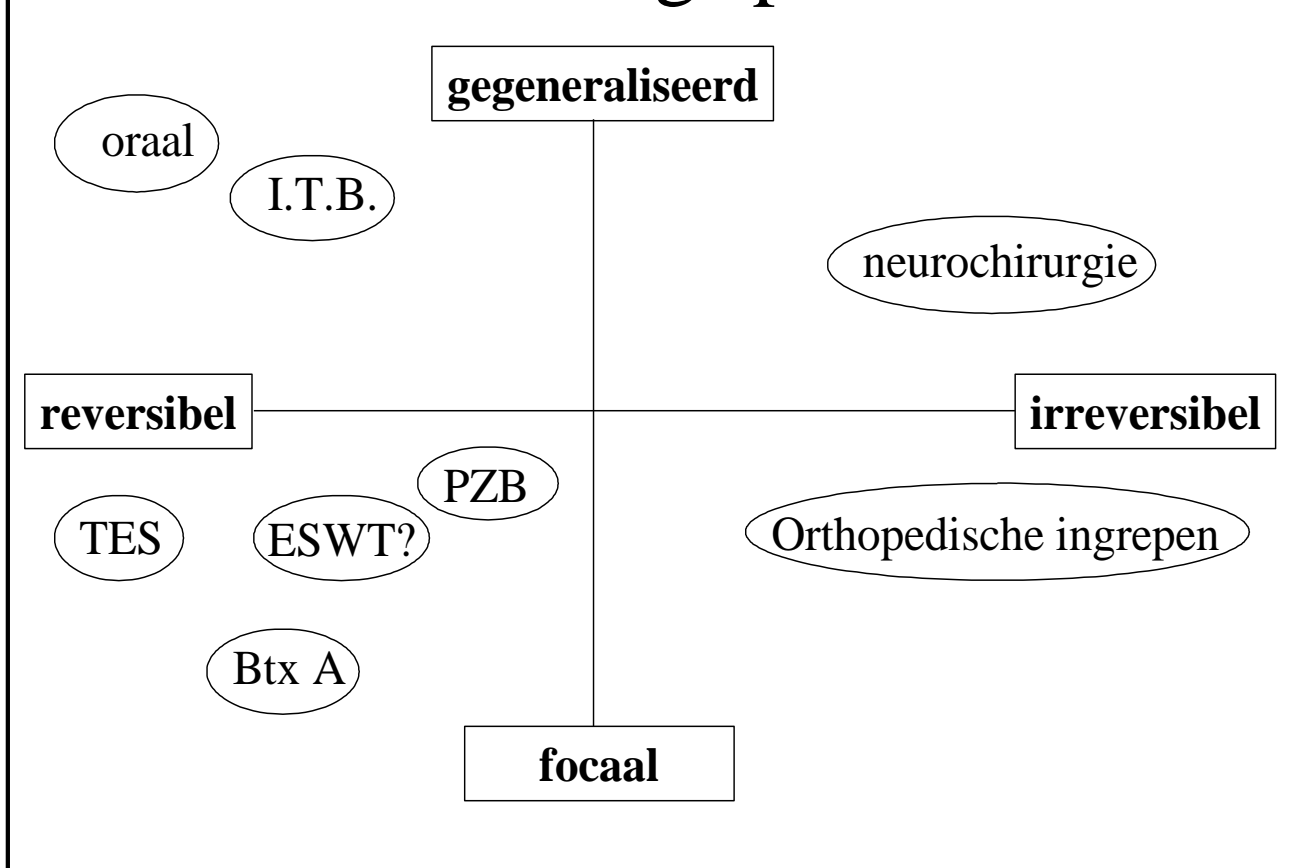 gegeneraliseerd
oraal
I.T.B.
neurochirurgie
reversibel
irreversibel
PZB
TES
ESWT?
Orthopedische ingrepen
Btx A
focaal